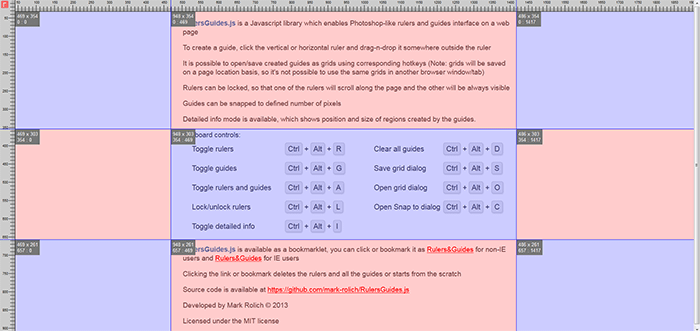 468 x 354
0 : 0
948 x 354
0 : 469
486 x 354
0 : 1417
ersGuides.js is a Javascript library which enables Photoshop-like rulers and guides interface on a web
page
To create a guide, click the vertical or horizontal ruler and drag-n-drop it somewhere outside the ruler
It is possible to open/save created guides as grids using corresponding hotkeys (Note: grids will be saved
on a page location basis, so it's not possible to use the same grids in another browser window/tab)
Rulers can be locked, so that one of the rulers will scroll along the page and the other will be always visible
Guides can be snapped to defined number of pixels
Detailed info mode is available, which shows position and size of regions created by the guides.
469 x 303
354 : 0
948 x 303
354 : 469
486 x 303
354 : 1417
board controls:
Toggle rulers Ctrl + Alt + R Clear all guides Ctrl + Alt + D
Toggle guides Ctrl + Alt + G Save grid dialog Ctrl + Alt + S
Toggle rulers and guides Ctrl + Alt + A Open grid dialog Ctrl + Alt + O
Lock/unlock rulers Ctrl + Alt + L Open Snap to dialog Ctrl + Alt + C
Toggle detailed info Ctrl + Alt + I
469 x 261
657 : 0
948 x 261
657 : 469
486 x 261
657 : 1417
ersGuides.js is available as a bookmarklet, you can click or bookmark it as Rulers&Guides for non-IE
users and Rulers&Guides for IE users
Clicking the link or bookmark deletes the rulers and all the guides or starts from the scratch
Source code is available at https://github.com/mark-rolich/RulersGuides.js
Developed by Mark Rolich © 2013
Licensed under the MIT license